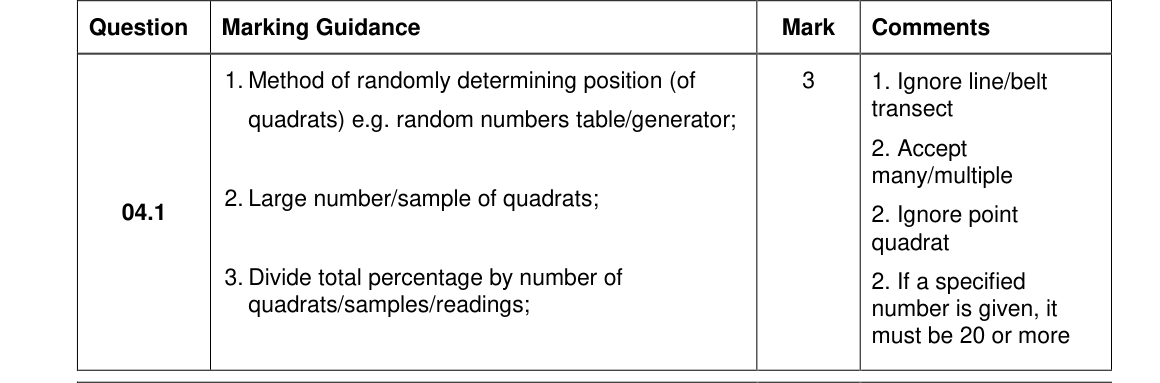 Question Marking Guidance Mark Comments
04.1
1. Method of randomly determining position (of
quadrats) e.g. random numbers table/generator;
2. Large number/sample of quadrats;
3. Divide total percentage by number of
quadrats/samples/readings;
3
1. Ignore line/belt
transect
2. Accept
many/multiple
2. Ignore point
quadrat
2. If a specified
number is given, it
must be 20 or more